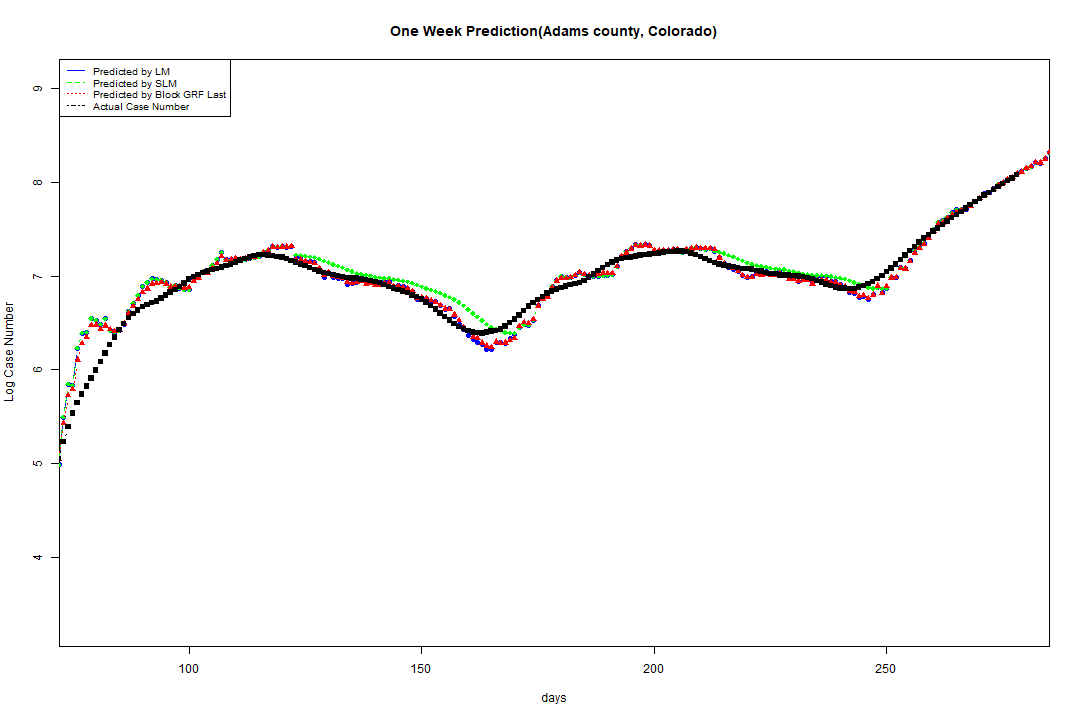 One Week Prediction(Adams county, Colorado)
Predicted by LM
Predicted by SLM
Predicted by Block GRF Last
Actual Case Number
9
8
7
6
5
4
Log Case Number
100
150
200
250
days